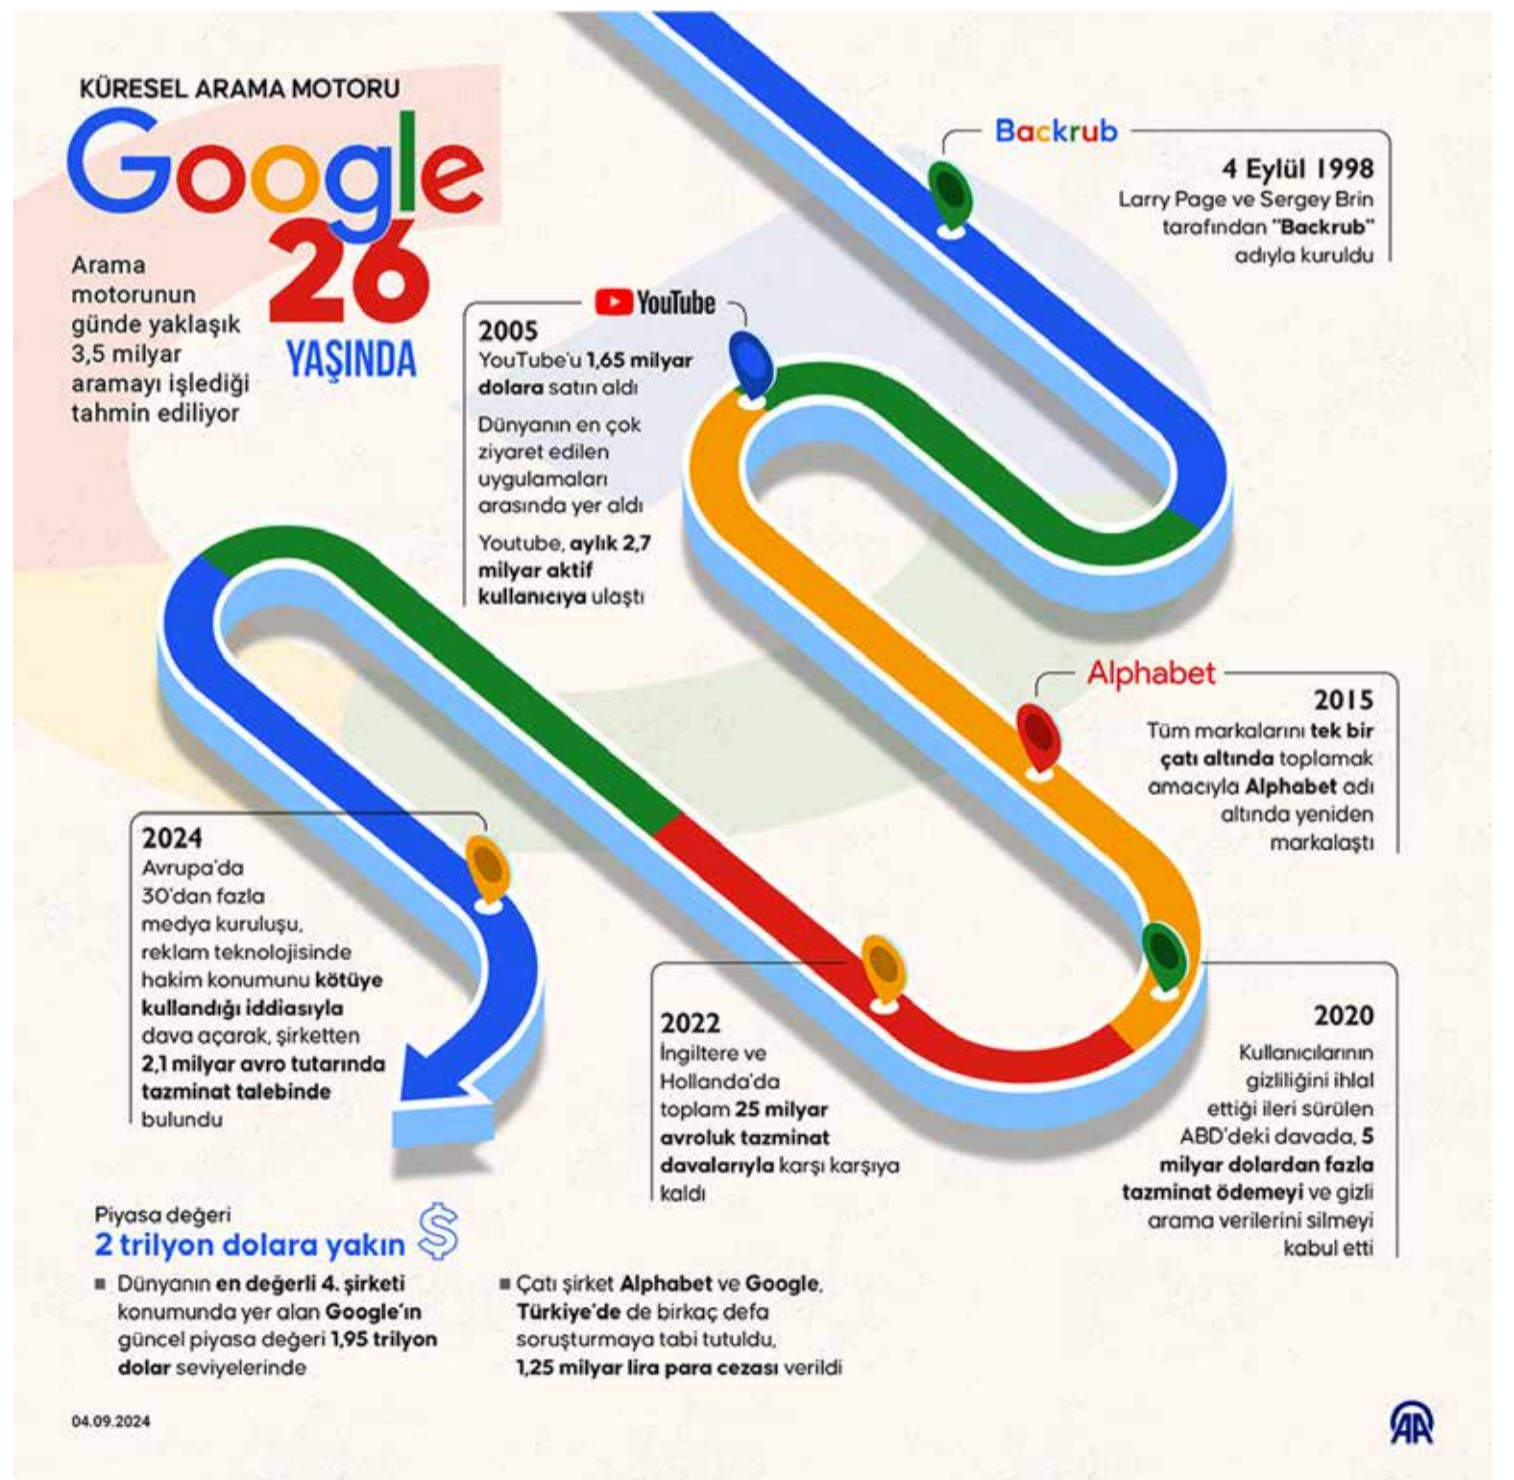 KÜRESEL ARAMA MOTORU
Google
26
YAŞINDA
Arama
motorunun
günde yaklaşık
3,5 milyar
aramayı işlediği
tahmin ediliyor
Backrub
4 Eylül 1998
Larry Page ve Sergey Brin
tarafından "Backrub"
adıyla kuruldu
YouTube
2005
YouTube'u 1,65 milyar
dolara satın aldı
Dünyanın en çok
ziyaret edilen
uygulamaları
arasında yer aldı
Youtube, aylık 2,7
milyar aktif
kullanıcıya ulaştı
Alphabet
2015
Tüm markalarını tek bir
çatı altında toplamak
amacıyla Alphabet adı
altında yeniden
markalaştı
2020
Kullanıcılarının
gizliliğini ihlal
ettiği ileri sürülen
ABD'deki davada, 5
milyar dolardan fazla
tazminat ödemeyi ve gizli
arama verilerini silmeyi
kabul etti
2022
İngiltere ve
Hollanda'da
toplam 25 milyar
avroluk tazminat
davalarıyla karşı karşıya
kaldı
2024
Avrupa'da
30'dan fazla
medya kuruluşu,
reklam teknolojisinde
hakim konumunu kötüye
kullandığı iddiasıyla
dava açarak, şirketten
2,1 milyar avro tutarında
tazminat talebinde
bulundu
Piyasa değeri
2 trilyon dolara yakın $
■ Dünyanın en değerli 4. şirketi
konumunda yer alan Google'ın
güncel piyasa değeri 1,95 trilyon
dolar seviyelerinde
■ Çatı şirket Alphabet ve Google,
Türkiye'de de birkaç defa
soruşturmaya tabi tutuldu,
1,25 milyar lira para cezası verildi
04.09.2024
AA